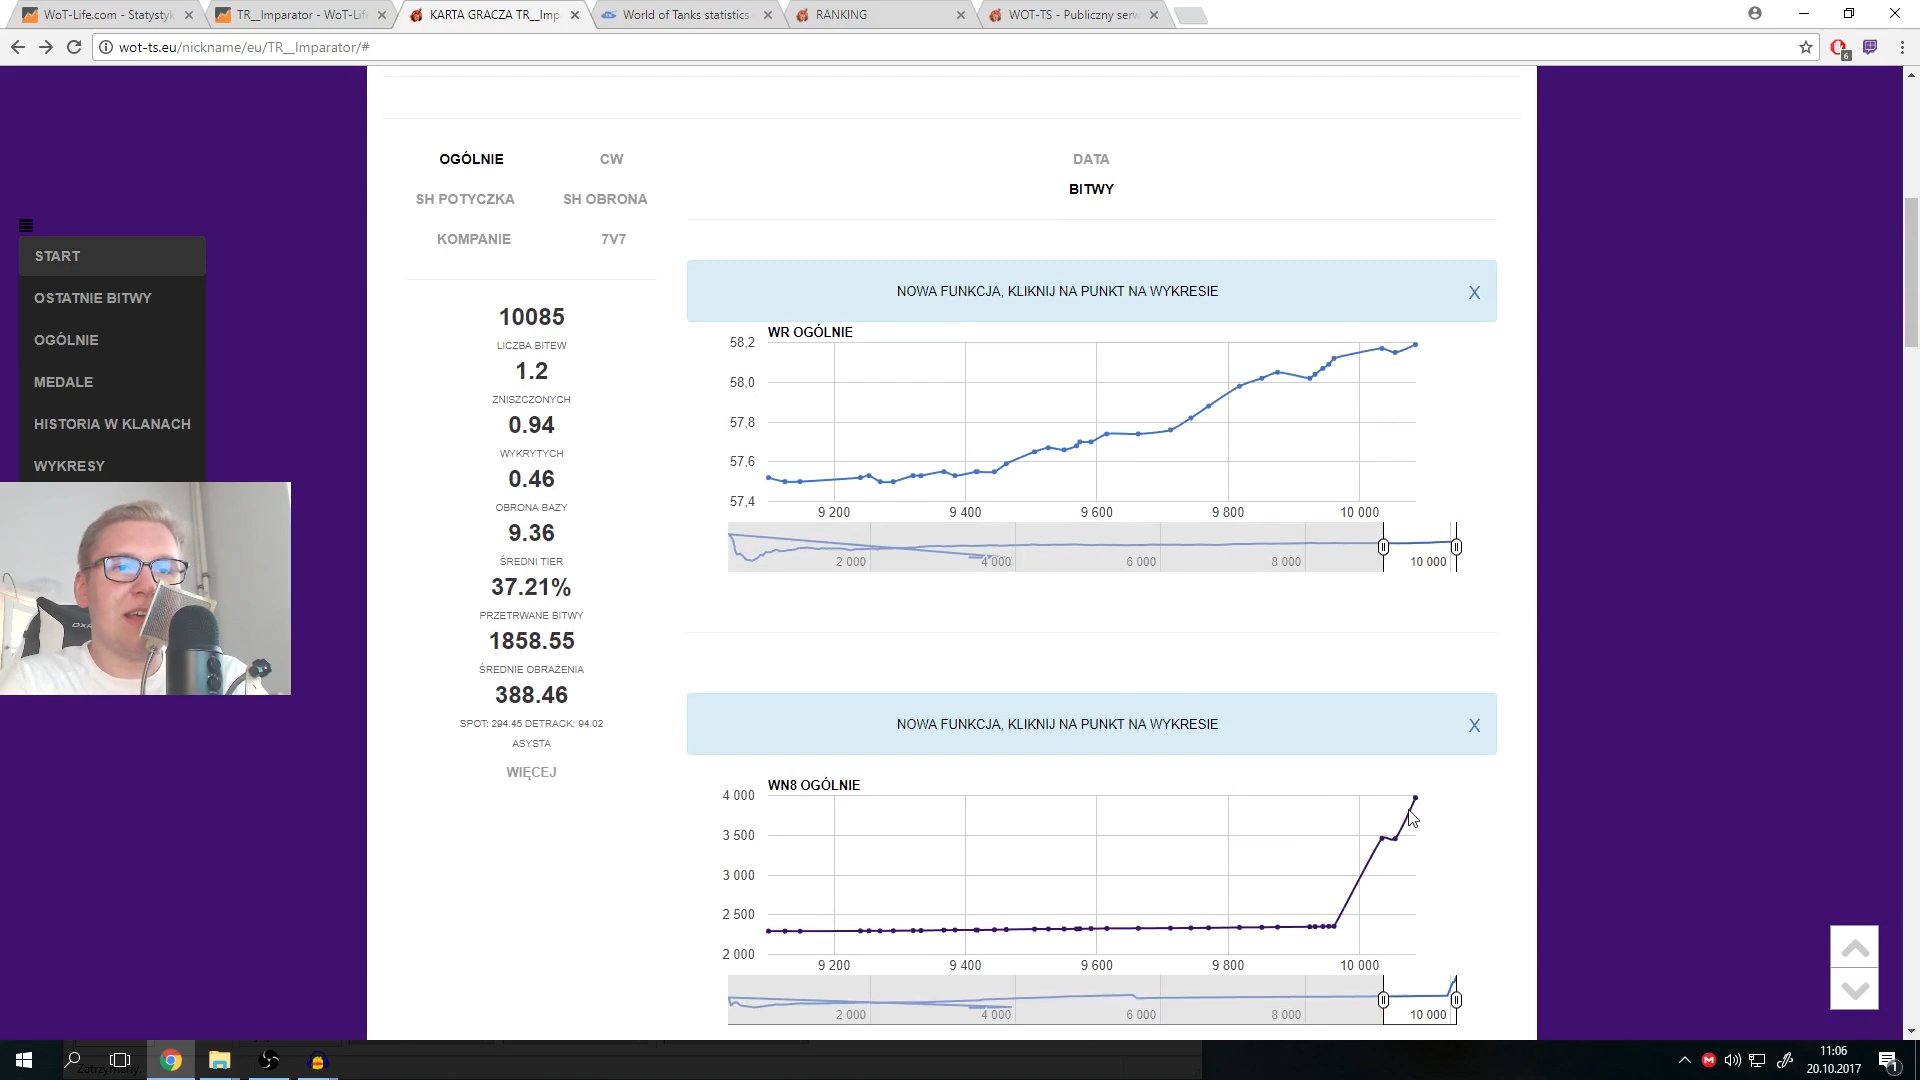 WoT-Life.com - Statystyk
TR__Imparator - WoT-Life
KARTA GRACZA TR__Imp
World of Tanks statistics
RANKING
WOT-TS - Publiczny serw
wot-ts.eu/nickname/eu/TR__Imparator/#
6
OGÓLNIE
CW
SH POTYCZKA
SH OBRONA
KOMPANIE
7V7
DATA
BITWY
START
OSTATNIE BITWY
OGÓLNIE
MEDALE
HISTORIA W KLANACH
WYKRESY
10085
LICZBA BITEW
1.2
ZNISZCZONYCH
0.94
WYKRYTYCH
0.46
OBRONA BAZY
9.36
ŚREDNI TIER
37.21%
PRZETRWANE BITWY
1858.55
ŚREDNIE OBRAŻENIA
388.46
SPOT: 294.45 DETRACK: 94.02
ASYSTA
WIĘCEJ
NOWA FUNKCJA, KLIKNIJ NA PUNKT NA WYKRESIE
X
WR OGÓLNIE
58,2
58,0
57,8
57,6
57,4
9 200
9 400
9 600
9 800
10 000
2 000
4 000
6 000
8 000
10 000
NOWA FUNKCJA, KLIKNIJ NA PUNKT NA WYKRESIE
X
WN8 OGÓLNIE
4 000
3 500
3 000
2 500
2 000
9 200
9 400
9 600
9 800
10 000
2 000
4 000
6 000
8 000
10 000
Zatrzymany.
11:06
20.10.2017
1